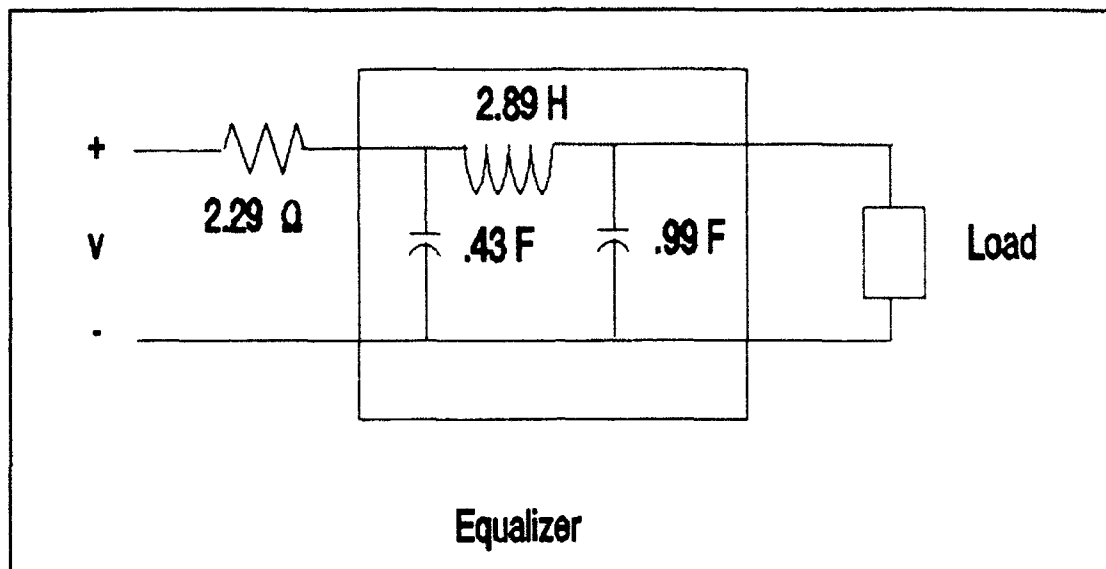 2.89 H
+
2.29 Ω
V
.43 F
.99 F
Load
-
Equalizer